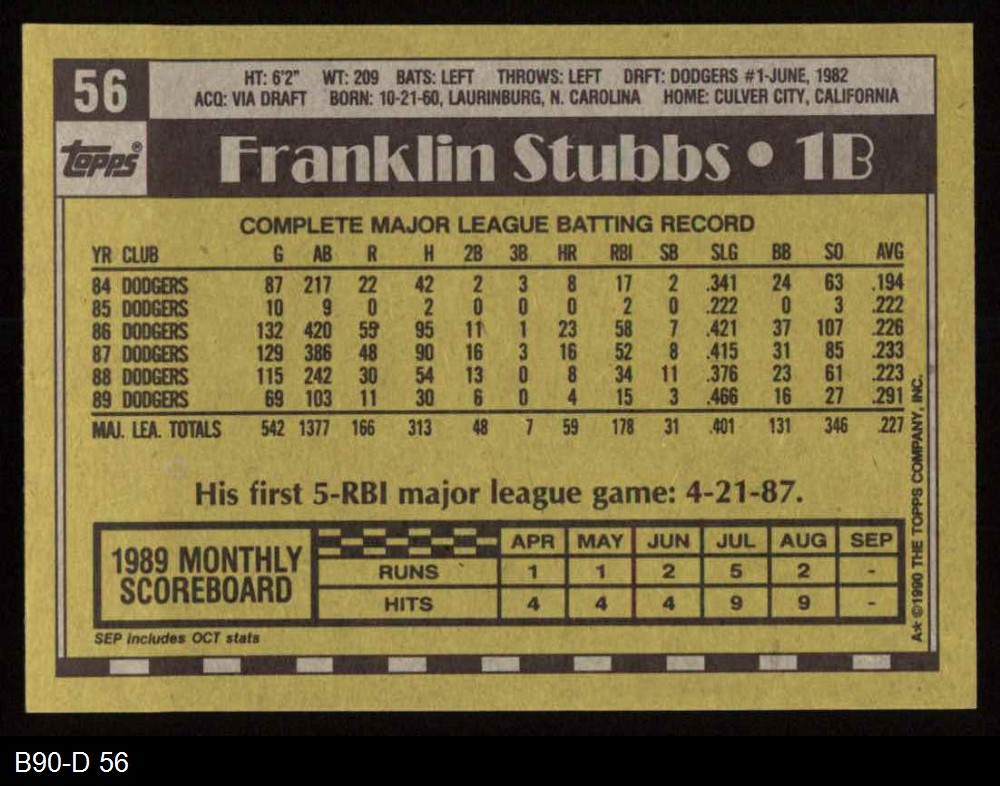 56
HT: 6'2" WT: 209 BATS: LEFT THROWS: LEFT DRFT: DODGERS #1-JUNE, 1982
ACQ: VIA DRAFT BORN: 10-21-60, LAURINBURG, N. CAROLINA HOME: CULVER CITY, CALIFORNIA
Topps®
Franklin Stubbs • 1B
COMPLETE MAJOR LEAGUE BATTING RECORD
YR CLUB G AB R H 2B 3B HR RBI SB SLG BB SO AVG
84 DODGERS 87 217 22 42 2 3 8 17 2 .341 24 63 .194
85 DODGERS 10 9 0 2 0 0 0 2 0 .222 0 3 .222
86 DODGERS 132 420 55 95 11 1 23 58 7 .421 37 107 .226
87 DODGERS 129 386 48 90 16 3 16 52 8 .415 31 85 .233
88 DODGERS 115 242 30 54 13 0 8 34 11 .376 23 61 .223
89 DODGERS 69 103 11 30 6 0 4 15 3 .466 16 27 .291
MAJ. LEA. TOTALS 542 1377 166 313 48 7 59 178 31 .401 131 346 .227
His first 5-RBI major league game: 4-21-87.
1989 MONTHLY SCOREBOARD
APR MAY JUN JUL AUG SEP
RUNS 1 1 2 5 2 -
HITS 4 4 4 9 9 -
SEP includes OCT stats
A* ©1990 THE TOPPS COMPANY, INC.
B90-D 56